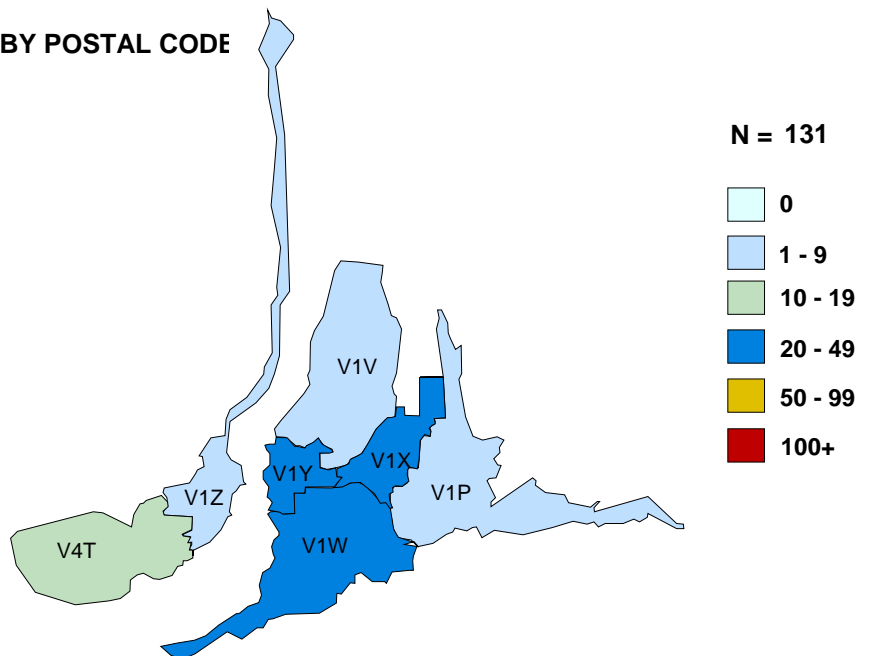 BY POSTAL CODE
N = 131
0
1 - 9
10 - 19
20 - 49
50 - 99
100+
V1V
V1X
V1Y
V1P
V1Z
V1W
V4T